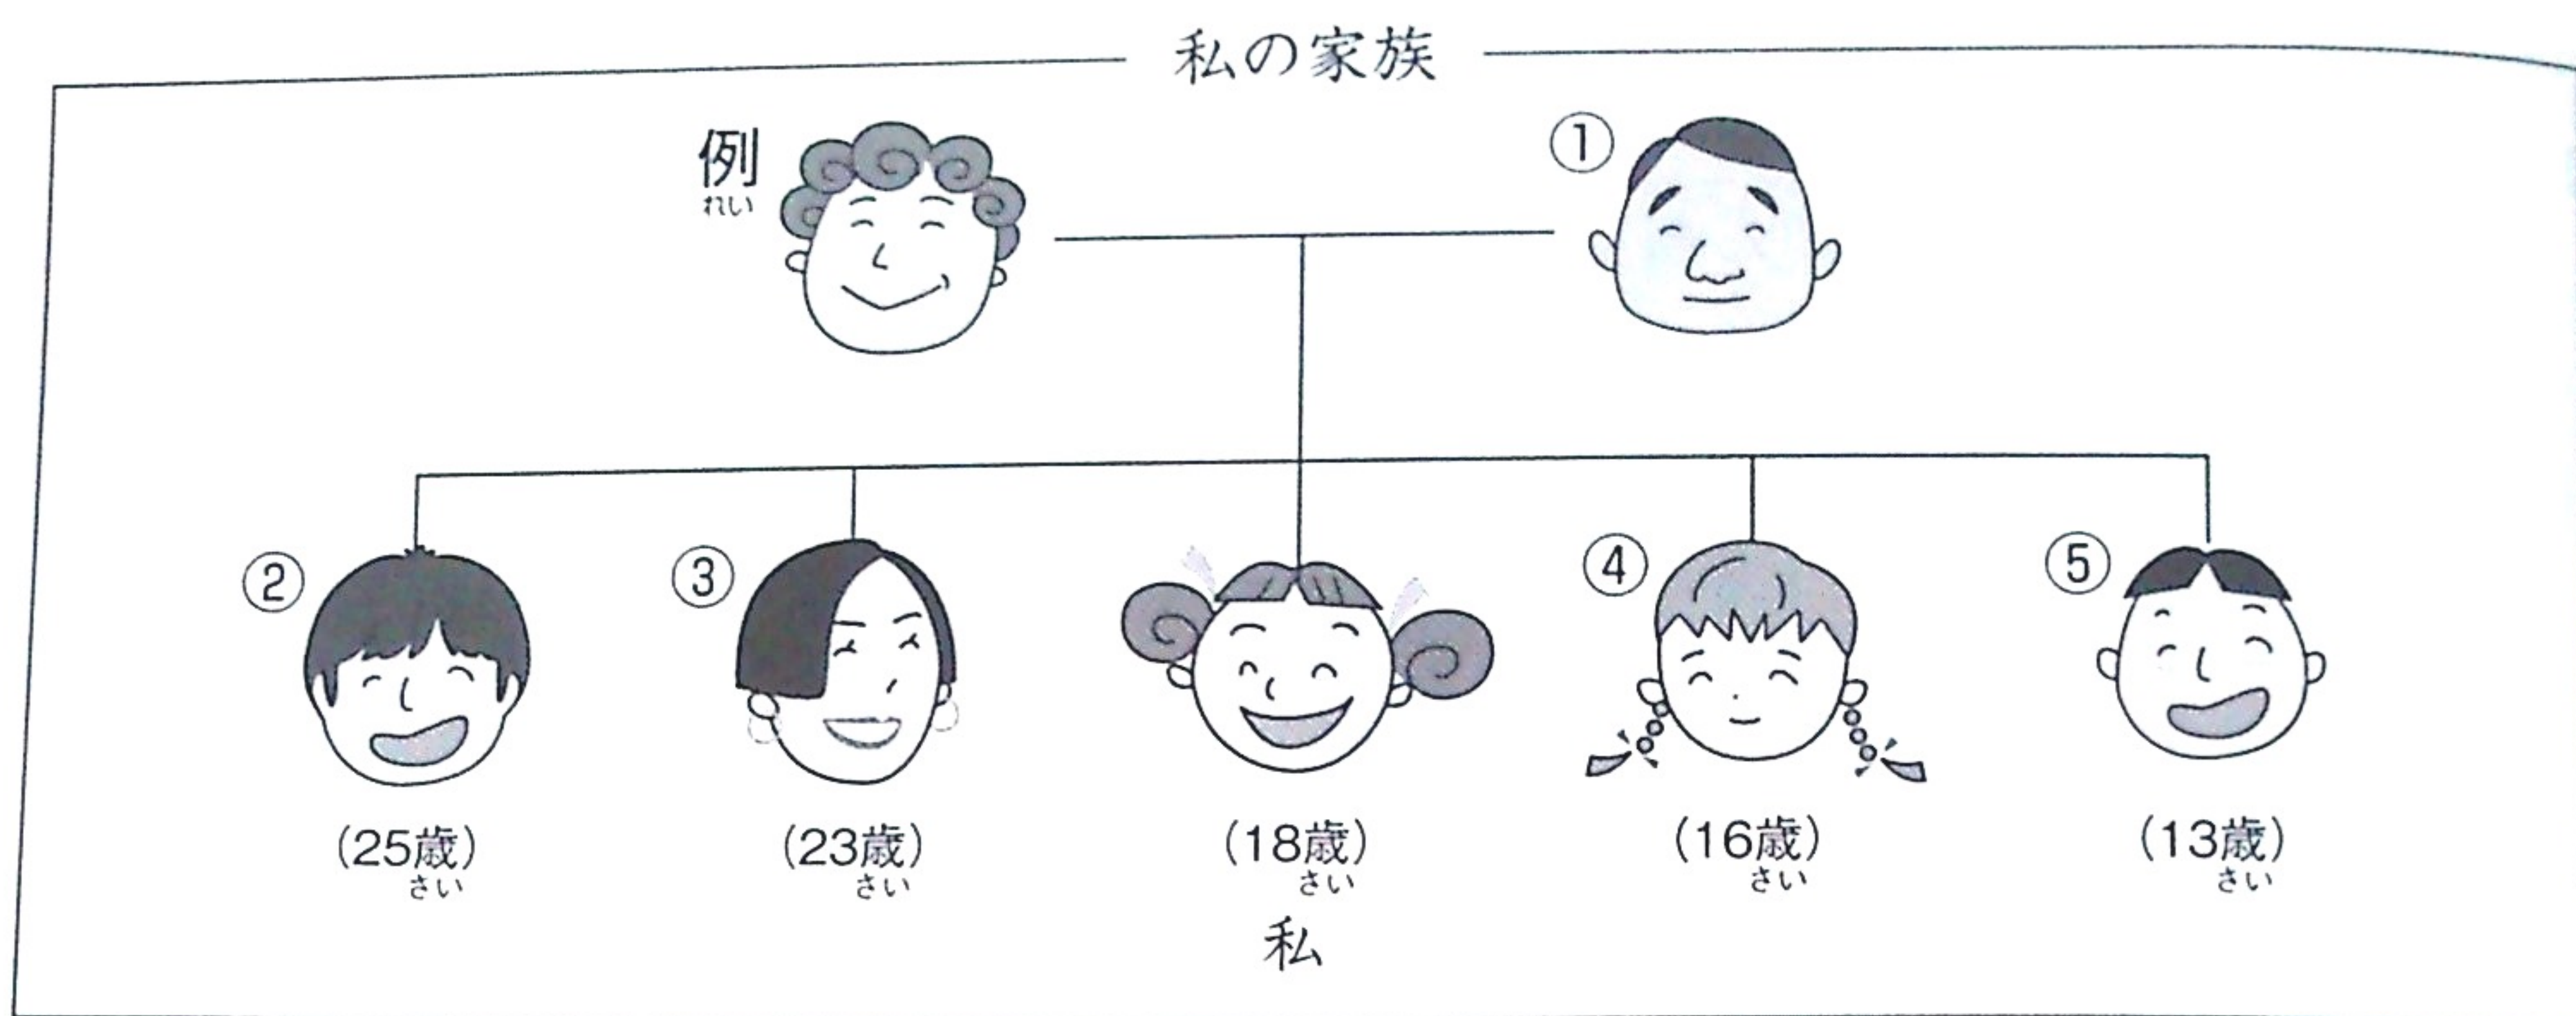 私の家族
例
れい
①
②
③
④
⑤
(25歳)
さい
(23歳)
さい
(18歳)
さい
(16歳)
さい
(13歳)
さい
私